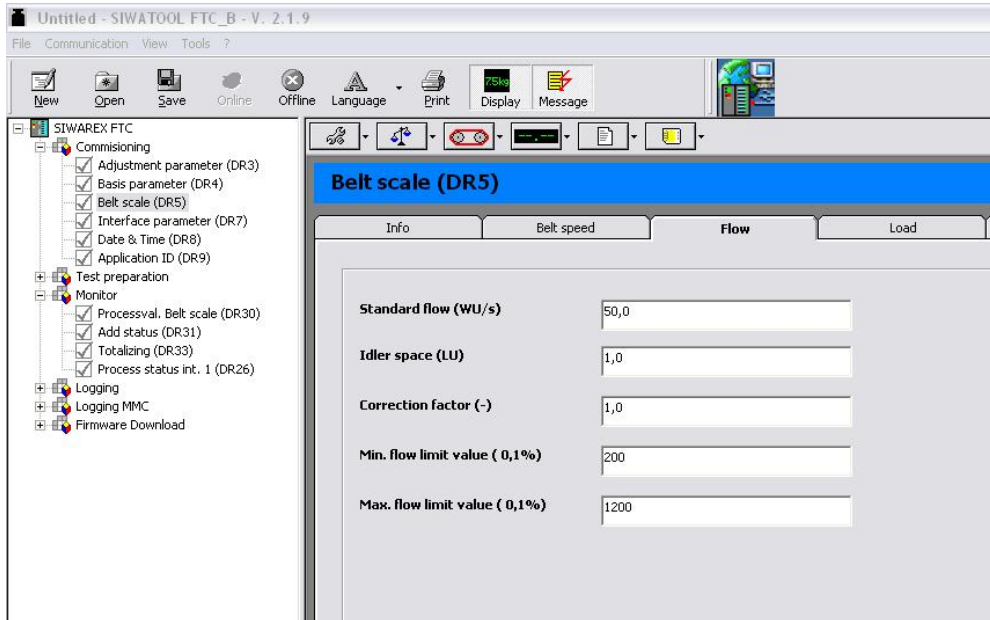 Untitled - SIWATOOL FTC_B - V. 2.1.9
File Communication View Tools ?
New Open Save Online Offline Language Print 7.5kg Display Message
SIWAREX FTC
Commisioning
Adjustment parameter (DR3)
Basis parameter (DR4)
Belt scale (DR5)
Interface parameter (DR7)
Date & Time (DR8)
Application ID (DR9)
Test preparation
Monitor
Processval. Belt scale (DR30)
Add status (DR31)
Totalizing (DR33)
Process status int. 1 (DR26)
Logging
Logging MMC
Firmware Download
Belt scale (DR5)
Info Belt speed Flow Load
Standard flow (WU/s) 50,0
Idler space (LU) 1,0
Correction factor (-) 1,0
Min. flow limit value ( 0,1%) 200
Max. flow limit value ( 0,1%) 1200